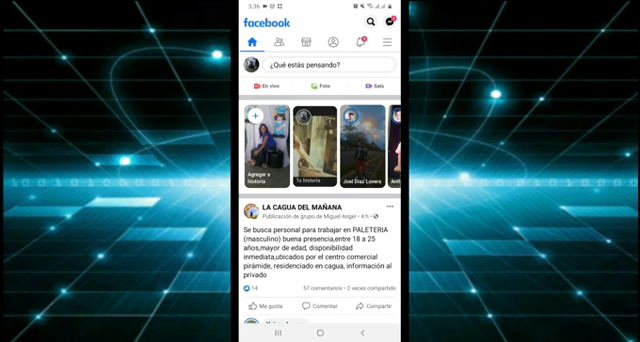 5:36
facebook
¿Qué estás pensando?
En vivo
Foto
Sala
Agregar a
historia
Tu historia
Joel Diaz Lovera
LA CAGUA DEL MAÑANA
Publicación de grupo de Miguel Angel • 4 h •
Se busca personal para trabajar en PALETERIA
(masculino) buena presencia,entre 18 a 25
años,mayor de edad, disponibilidad
inmediata,ubicados por el centro comercial
pirámide, residenciado en cagua, información al
privado
14
57 comentarios • 2 veces compartido
Me gusta
Comentar
Compartir